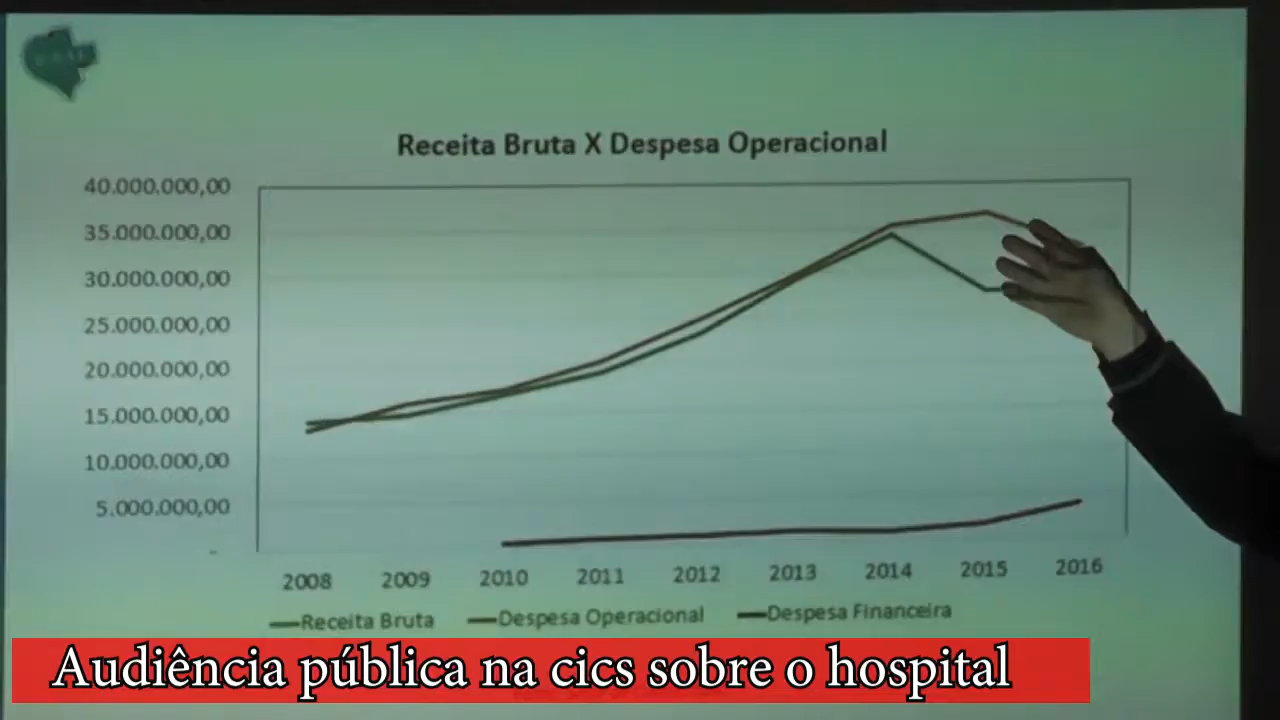 Receita Bruta X Despesa Operacional
40.000.000,00
35.000.000,00
30.000.000,00
25.000.000,00
20.000.000,00
15.000.000,00
10.000.000,00
5.000.000,00
-
2008 2009 2010 2011 2012 2013 2014 2015 2016
Receita Bruta Despesa Operacional Despesa Financeira
Audiência pública na cics sobre o hospital